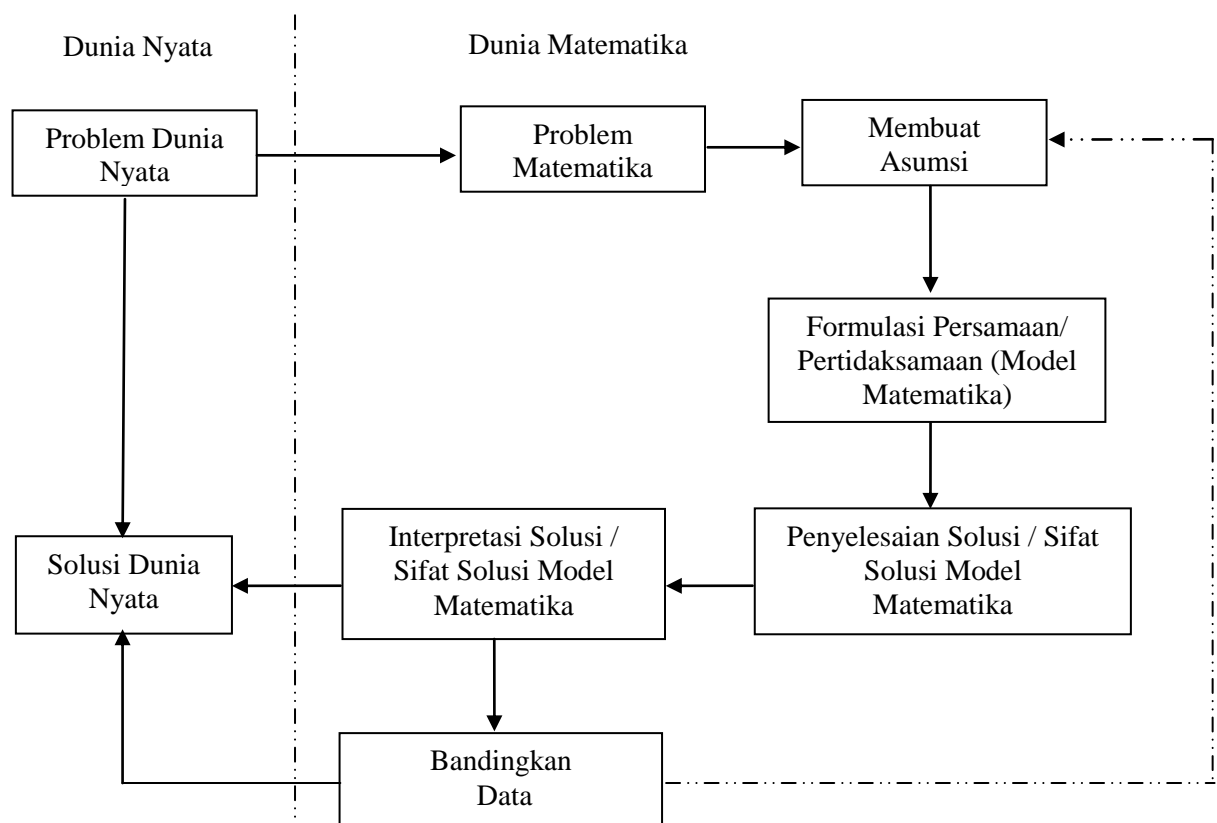 Dunia Nyata
Dunia Matematika
Problem Dunia
Nyata
Problem
Matematika
Membuat
Asumsi
Formulasi Persamaan/
Pertidaksamaan (Model
Matematika)
Penyelesaian Solusi / Sifat
Solusi Model
Matematika
Interpretasi Solusi /
Sifat Solusi Model
Matematika
Solusi Dunia
Nyata
Bandingkan
Data